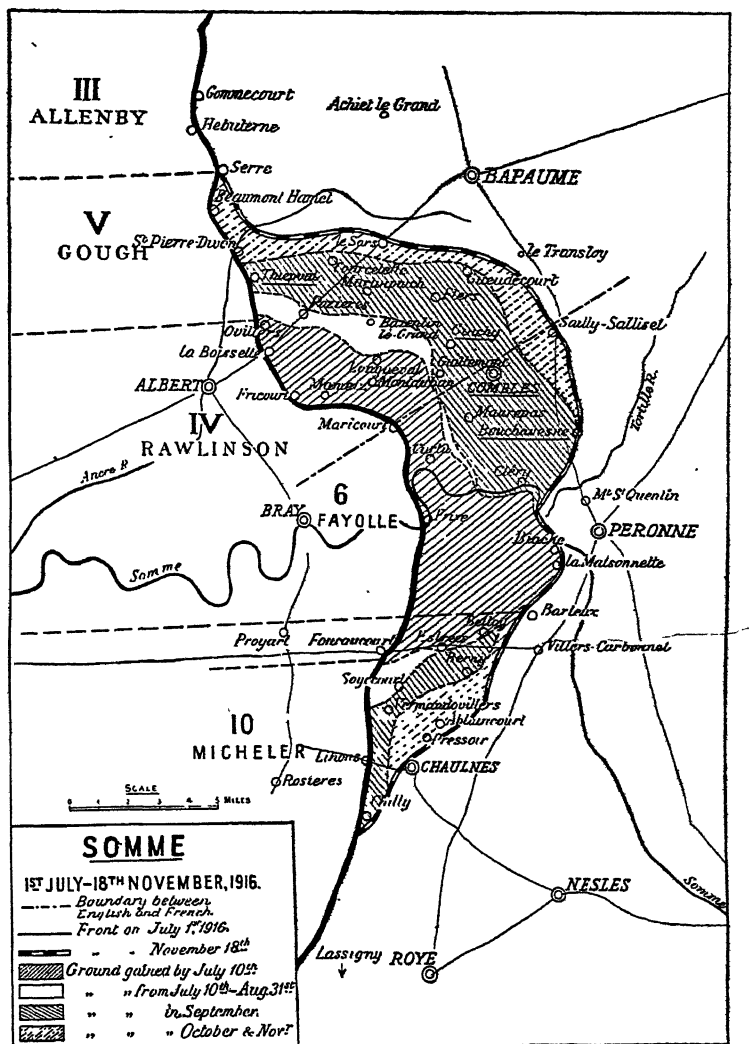 III
ALLENBY
Gommecourt
Hebuterne
Achiet le Grand
Serre
BAPAUME
Beaumont Hamel
V
GOUGH
St Pierre-Divion
le Sars
le Transloy
Thiepval
Courcelette
Martinpuich
Gueudecourt
Flers
Pozieres
Ovillers
Bazentin
le-Grand
Ginchy
Sailly-Saillisel
la Boisselle
Longueval
Guillemont
ALBERT
Montauban
COMBLES
Fricourt
Mametz
Maurepas
Bouchavesne
Tortille R.
IV
RAWLINSON
Maricourt
Curlu
Ancre R
Cléry
6
FAYOLLE
BRAY
Frise
Mt St Quentin
PERONNE
Biache
la Maisonnette
Somme
Barleux
Belloy
Proyart
Foucaucourt
Estrées
Villers-Carbonnel
Berny
Soyecourt
Vermandovillers
Ablaincourt
10
MICHELER
Pressoir
Lihons
CHAULNES
Rosieres
Chilly
SCALE
0 1 2 3 4 5 MILES
SOMME
1ST JULY-18TH NOVEMBER, 1916.
Boundary between
English and French.
Front on July 1st, 1916.
" " November 18th
Ground gained by July 10th
" " from July 10th-Aug 31st
" " in September
" " " October & Novr
NESLES
Somme
Lassigny
ROYE